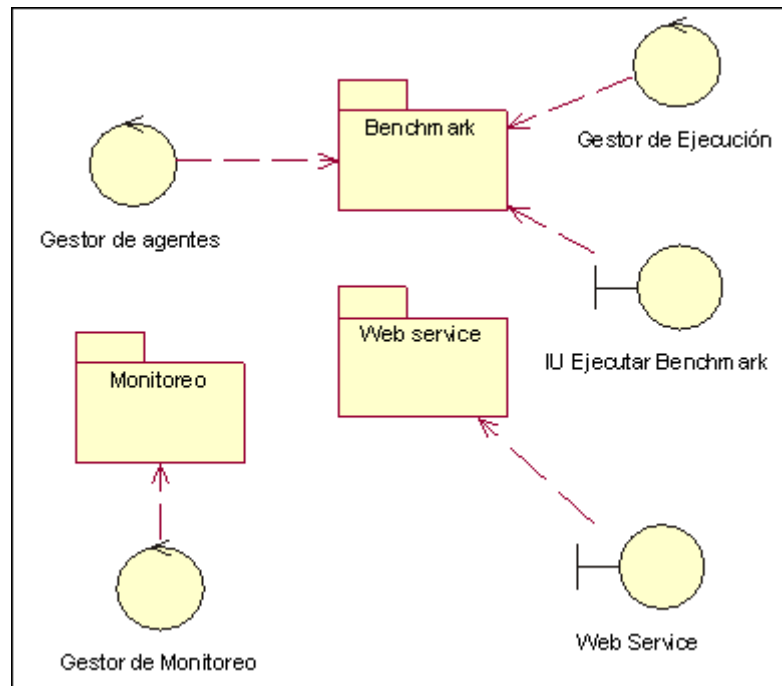 Benchmark
Gestor de Ejecución
Gestor de agentes
Web service
IU Ejecutar Benchmark
Monitoreo
Web Service
Gestor de Monitoreo